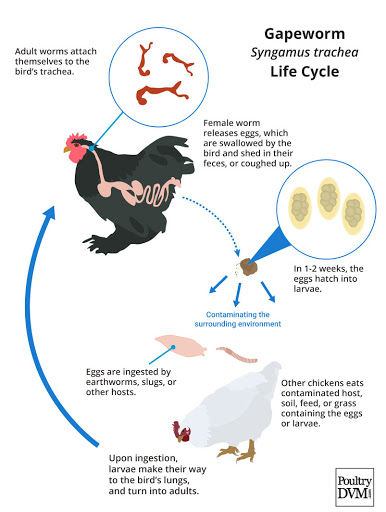 Gapeworm
Syngamus trachea
Life Cycle
Adult worms attach
themselves to the
bird's trachea.
Female worm
releases eggs, which
are swallowed by the
bird and shed in their
feces, or coughed up.
In 1-2 weeks, the
eggs hatch into
larvae.
Contaminating the
surrounding environment
Eggs are ingested by
earthworms, slugs, or
other hosts.
Other chickens eats
contaminated host,
soil, feed, or grass
containing the eggs
or larvae.
Upon ingestion,
larvae make their way
to the bird's lungs,
and turn into adults.
Poultry
DVM